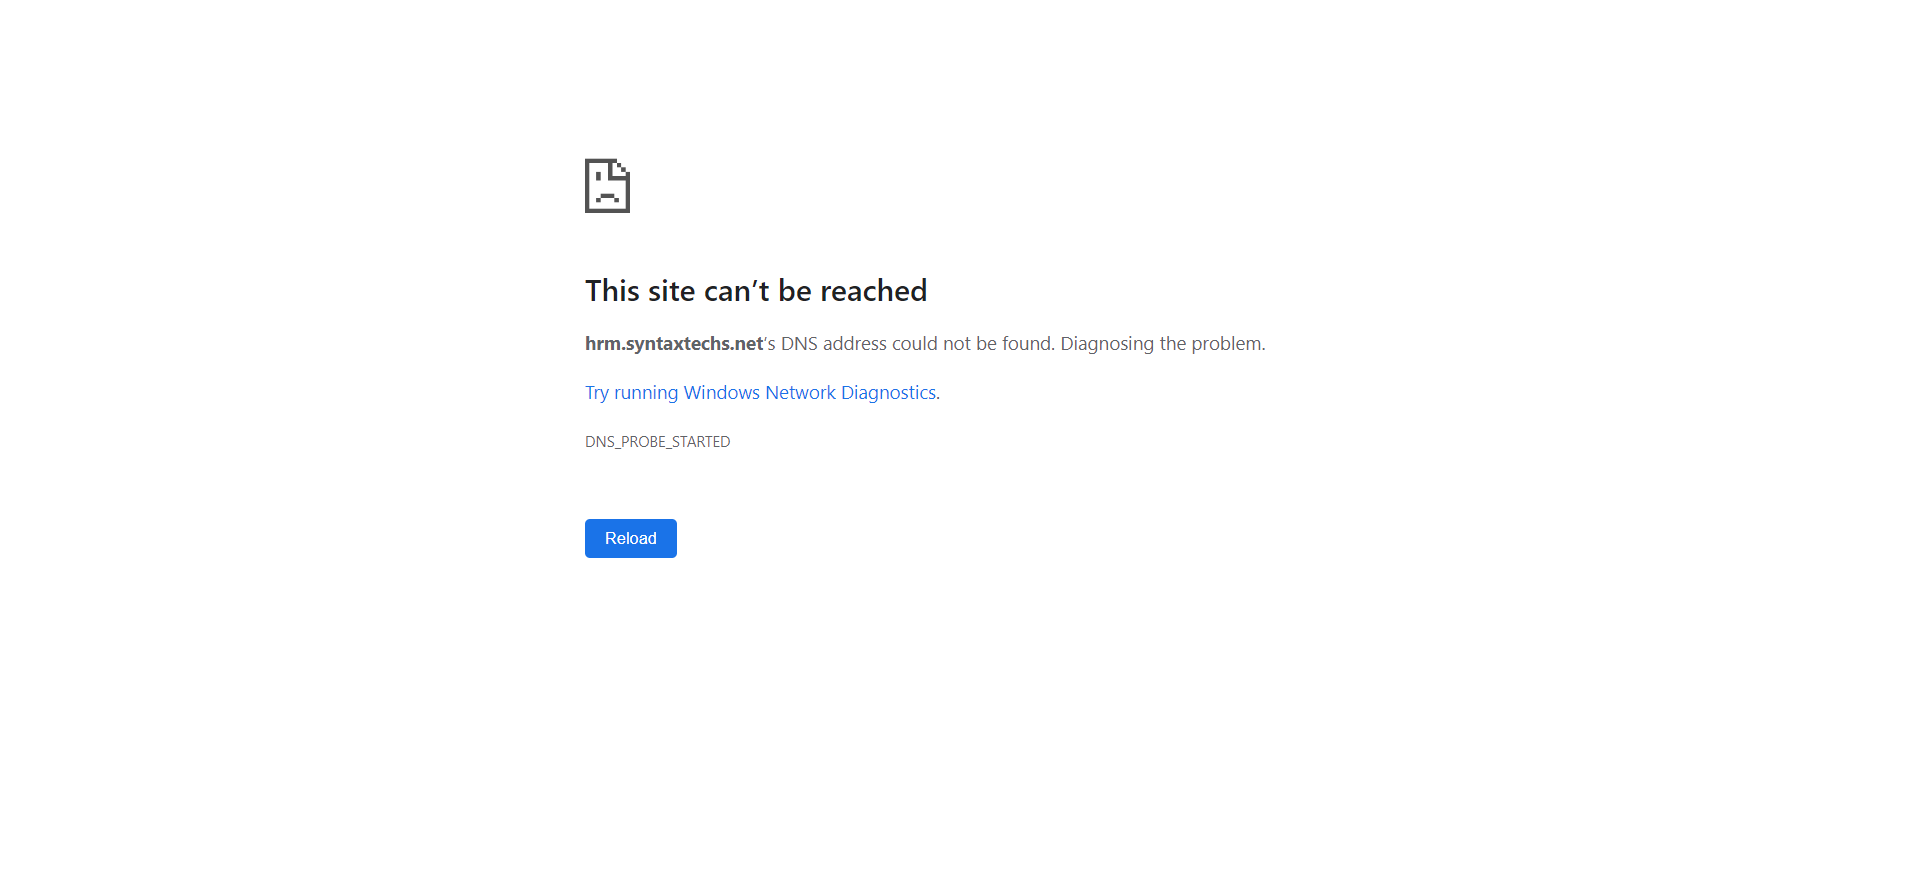 This site can’t be reached
hrm.syntaxtechs.net’s DNS address could not be found. Diagnosing the problem.
Try running Windows Network Diagnostics.
DNS_PROBE_STARTED
Reload